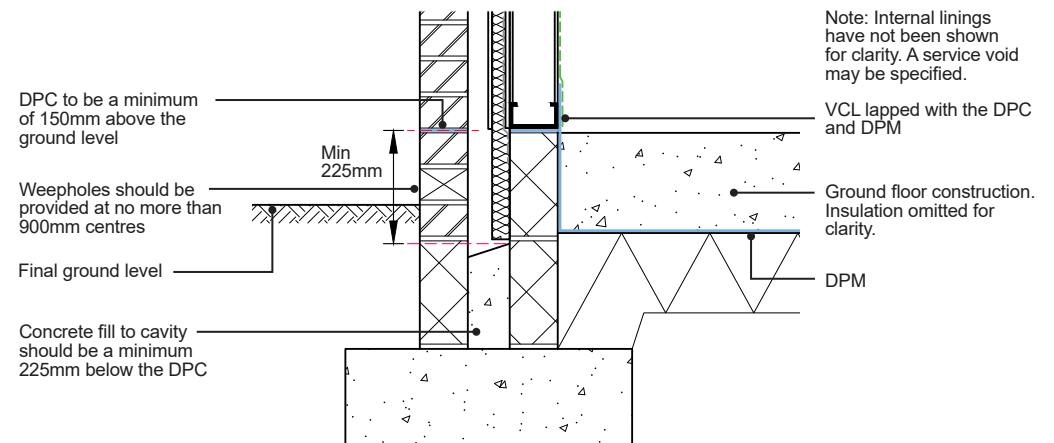 DPC to be a minimum
of 150mm above the
ground level
Weepholes should be
provided at no more than
900mm centres
Final ground level
Concrete fill to cavity
should be a minimum
225mm below the DPC
Min
225mm
Note: Internal linings
have not been shown
for clarity. A service void
may be specified.
VCL lapped with the DPC
and DPM
Ground floor construction.
Insulation omitted for
clarity.
DPM